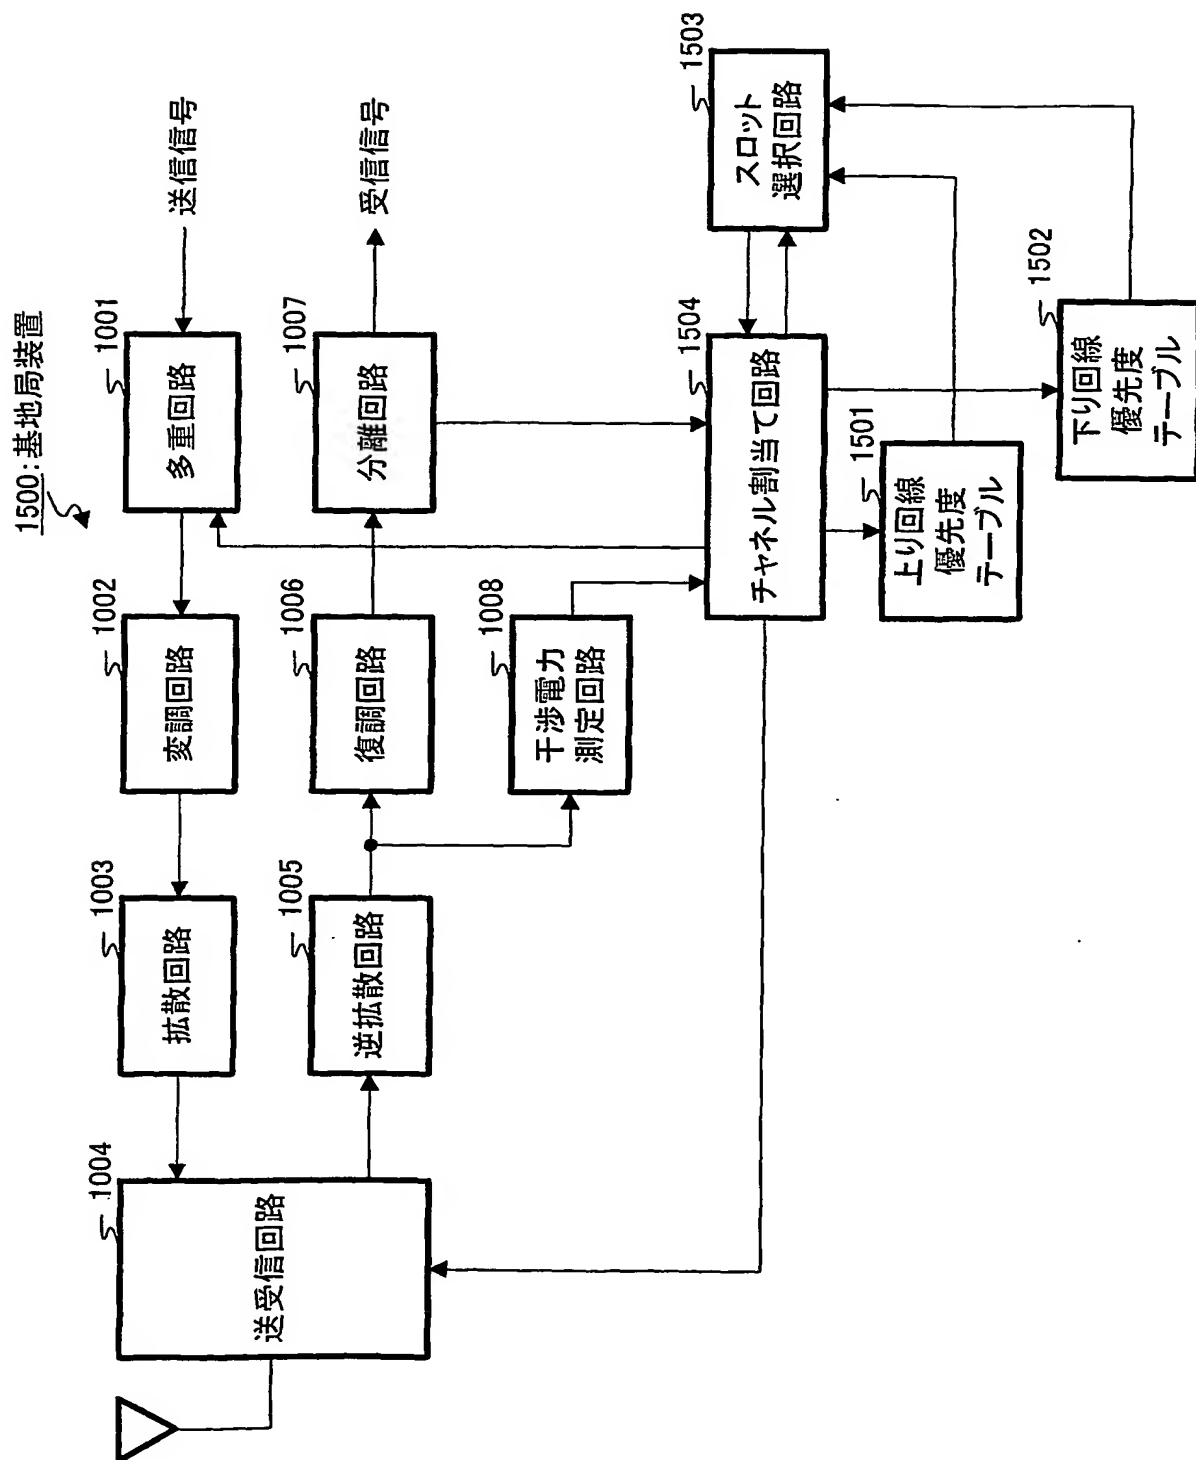 1500:基地局装置
送信信号
1001
多重回路
1002
変調回路
1003
拡散回路
1004
送受信回路
1005
逆拡散回路
1006
復調回路
1007
分離回路
受信信号
1008
干渉電力
測定回路
1504
チャネル割当て回路
1503
スロット
選択回路
1501
上り回線
優先度
テーブル
1502
下り回線
優先度
テーブル